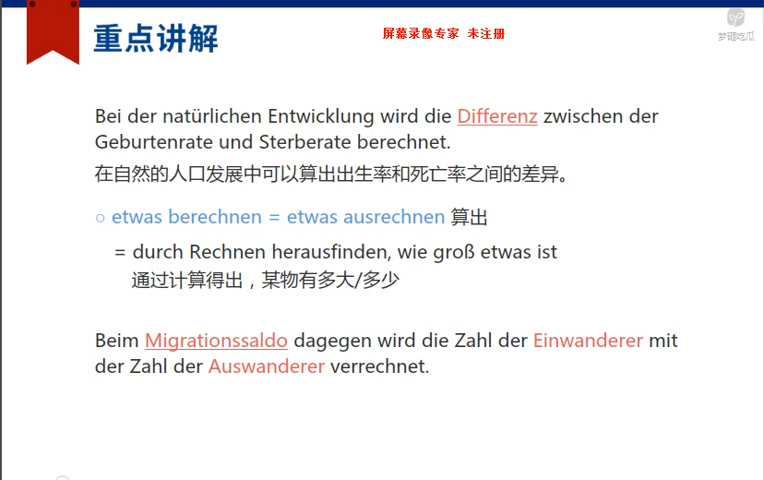 重点讲解
屏幕录像专家 未注册
梦砸吃瓜
Bei der natürlichen Entwicklung wird die Differenz zwischen der
Geburtenrate und Sterberate berechnet.
在自然的人口发展中可以算出出生率和死亡率之间的差异。
○ etwas berechnen = etwas ausrechnen 算出
= durch Rechnen herausfinden, wie groß etwas ist
通过计算得出，某物有多大/多少
Beim Migrationssaldo dagegen wird die Zahl der Einwanderer mit
der Zahl der Auswanderer verrechnet.